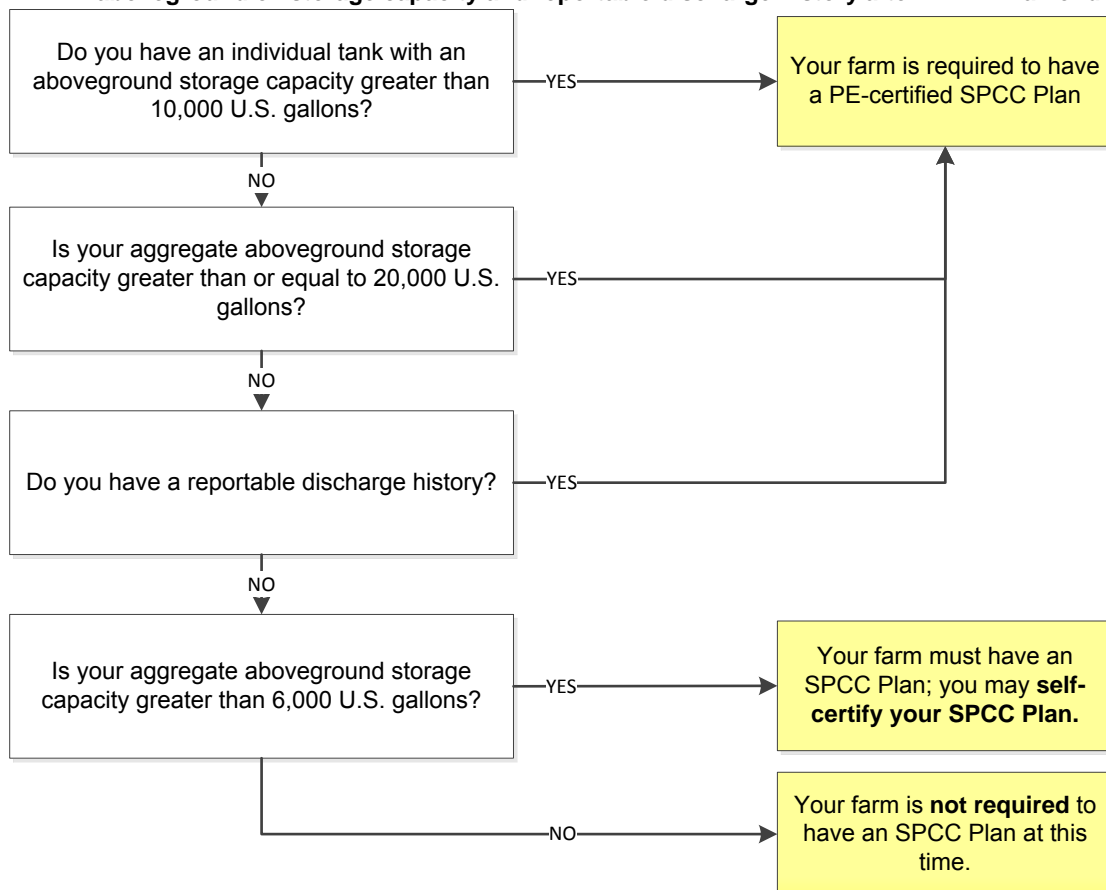 Do you have an individual tank with an
aboveground storage capacity greater than
10,000 U.S. gallons?
YES
Your farm is required to have
a PE-certified SPCC Plan
NO
Is your aggregate aboveground storage
capacity greater than or equal to 20,000 U.S.
gallons?
YES
NO
Do you have a reportable discharge history?
YES
NO
Is your aggregate aboveground storage
capacity greater than 6,000 U.S. gallons?
YES
Your farm must have an
SPCC Plan; you may self-
certify your SPCC Plan.
NO
Your farm is not required to
have an SPCC Plan at this
time.